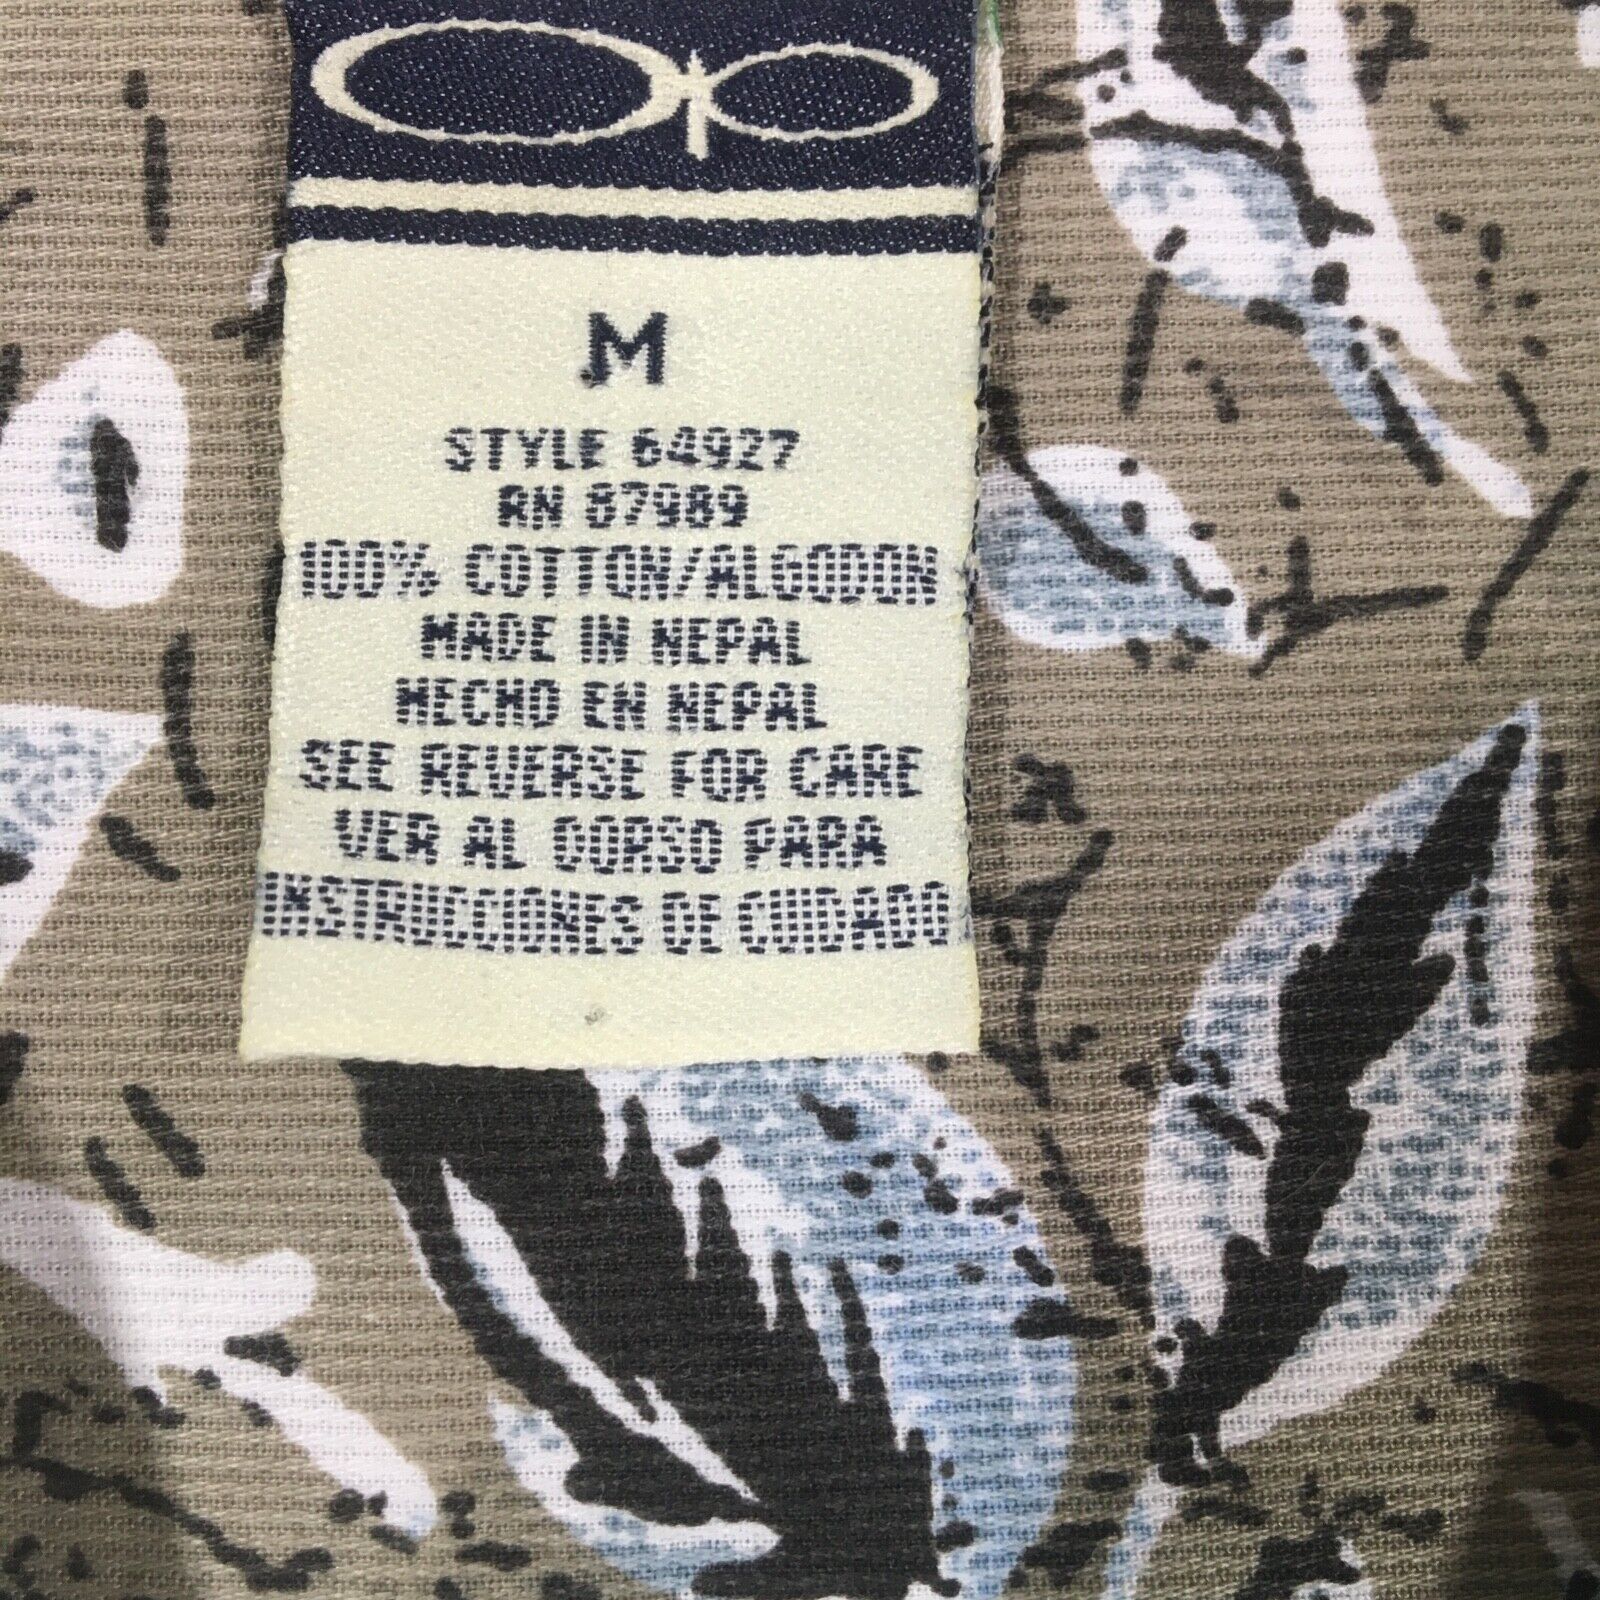 Op
M
STYLE 64927
RN 87989
100% COTTON/ALGODON
MADE IN NEPAL
HECHO EN NEPAL
SEE REVERSE FOR CARE
VER AL DORSO PARA
INSTRUCCIONES DE CUIDADO